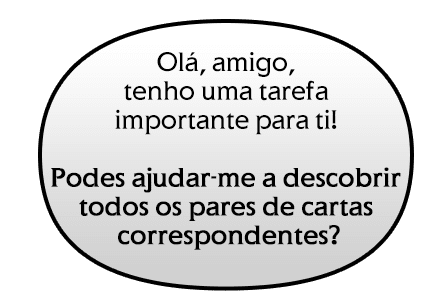 Olá, amigo,
tenho uma tarefa
importante para ti!
Podes ajudar-me a descobrir
todos os pares de cartas
correspondentes?